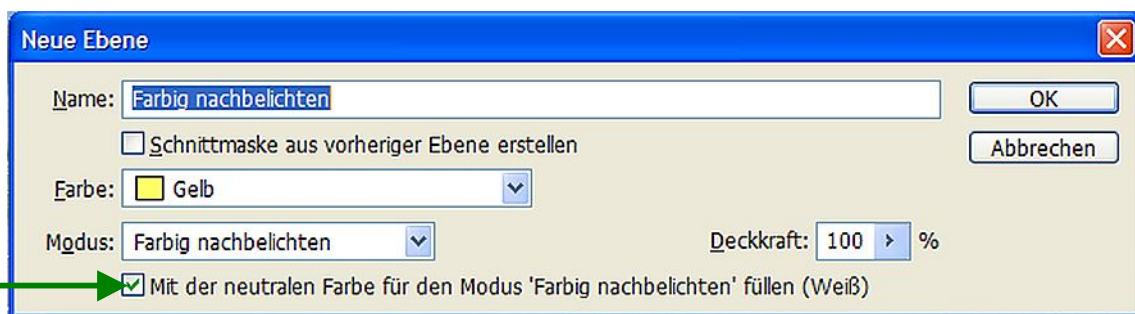 Neue Ebene
Name: Farbig nachbelichten OK
Schnittmaske aus vorheriger Ebene erstellen Abbrechen
Farbe: Gelb
Modus: Farbig nachbelichten Deckkraft: 100 %
Mit der neutralen Farbe für den Modus 'Farbig nachbelichten' füllen (Weiß)